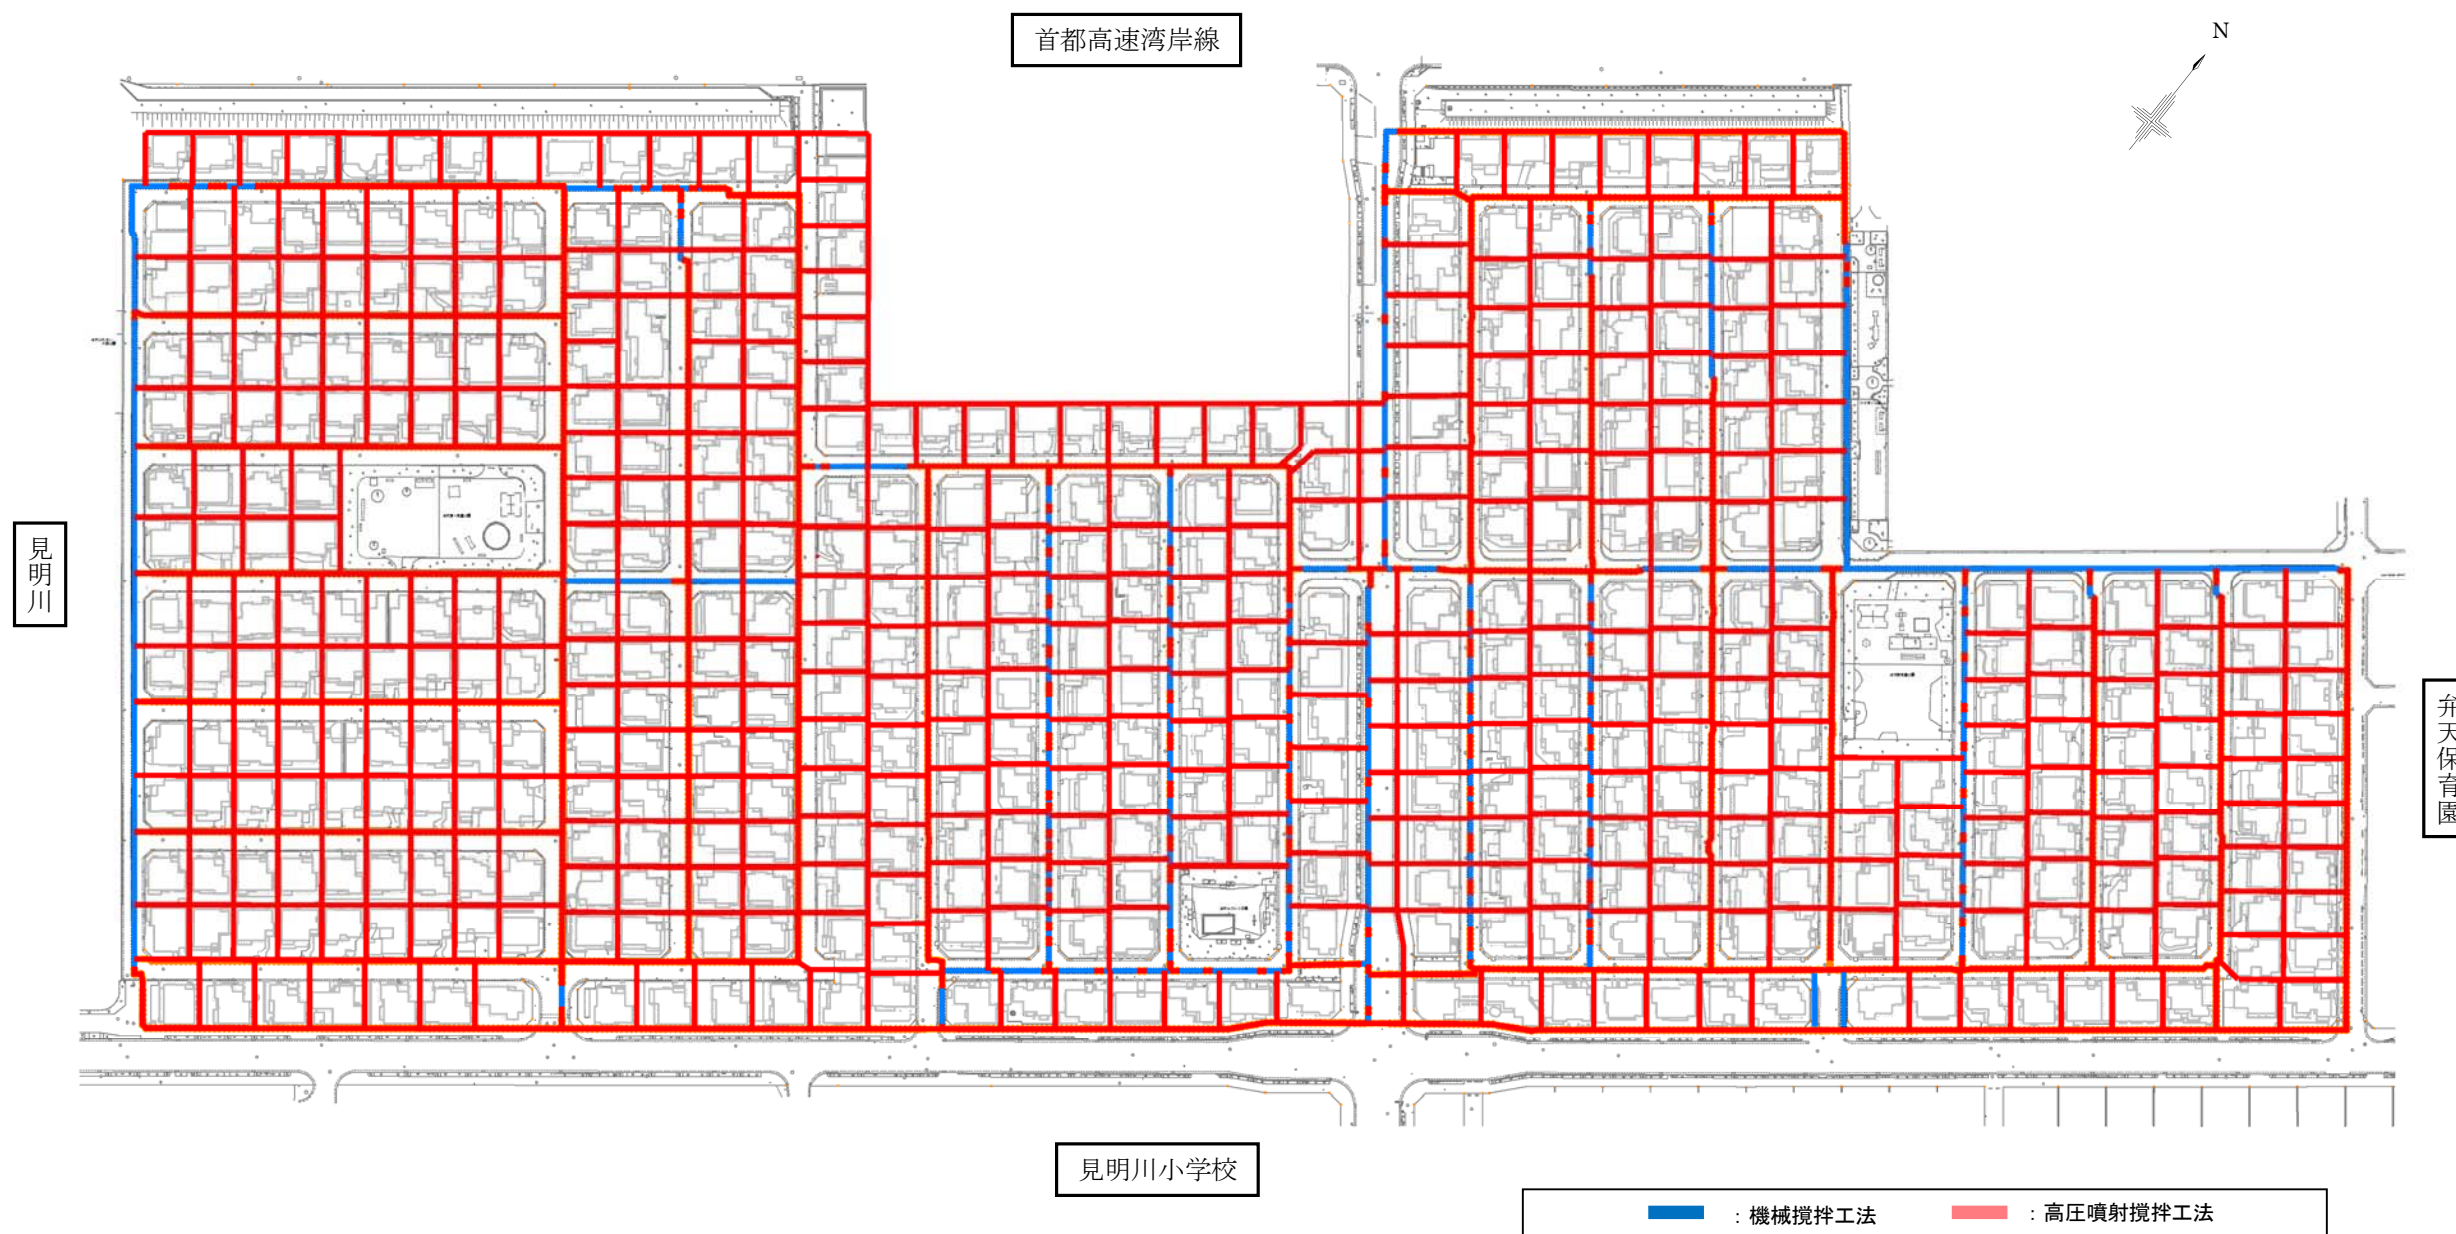 首都高速湾岸線
N
見明川
弁天保育園
見明川小学校
：機械撹拌工法
：高圧噴射撹拌工法